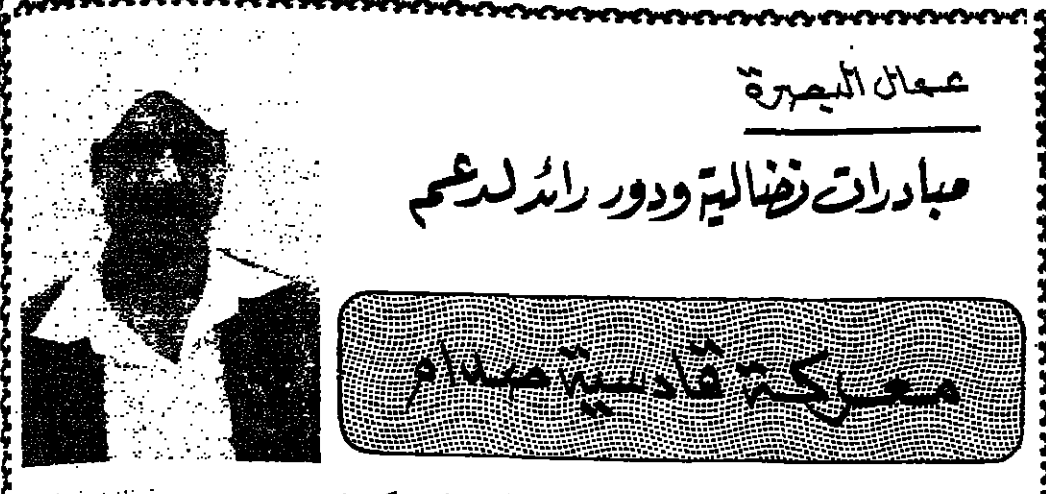 عمال البصرة
مبادرات نضالية ودور رائد لدعم
معركة قادسية صدام